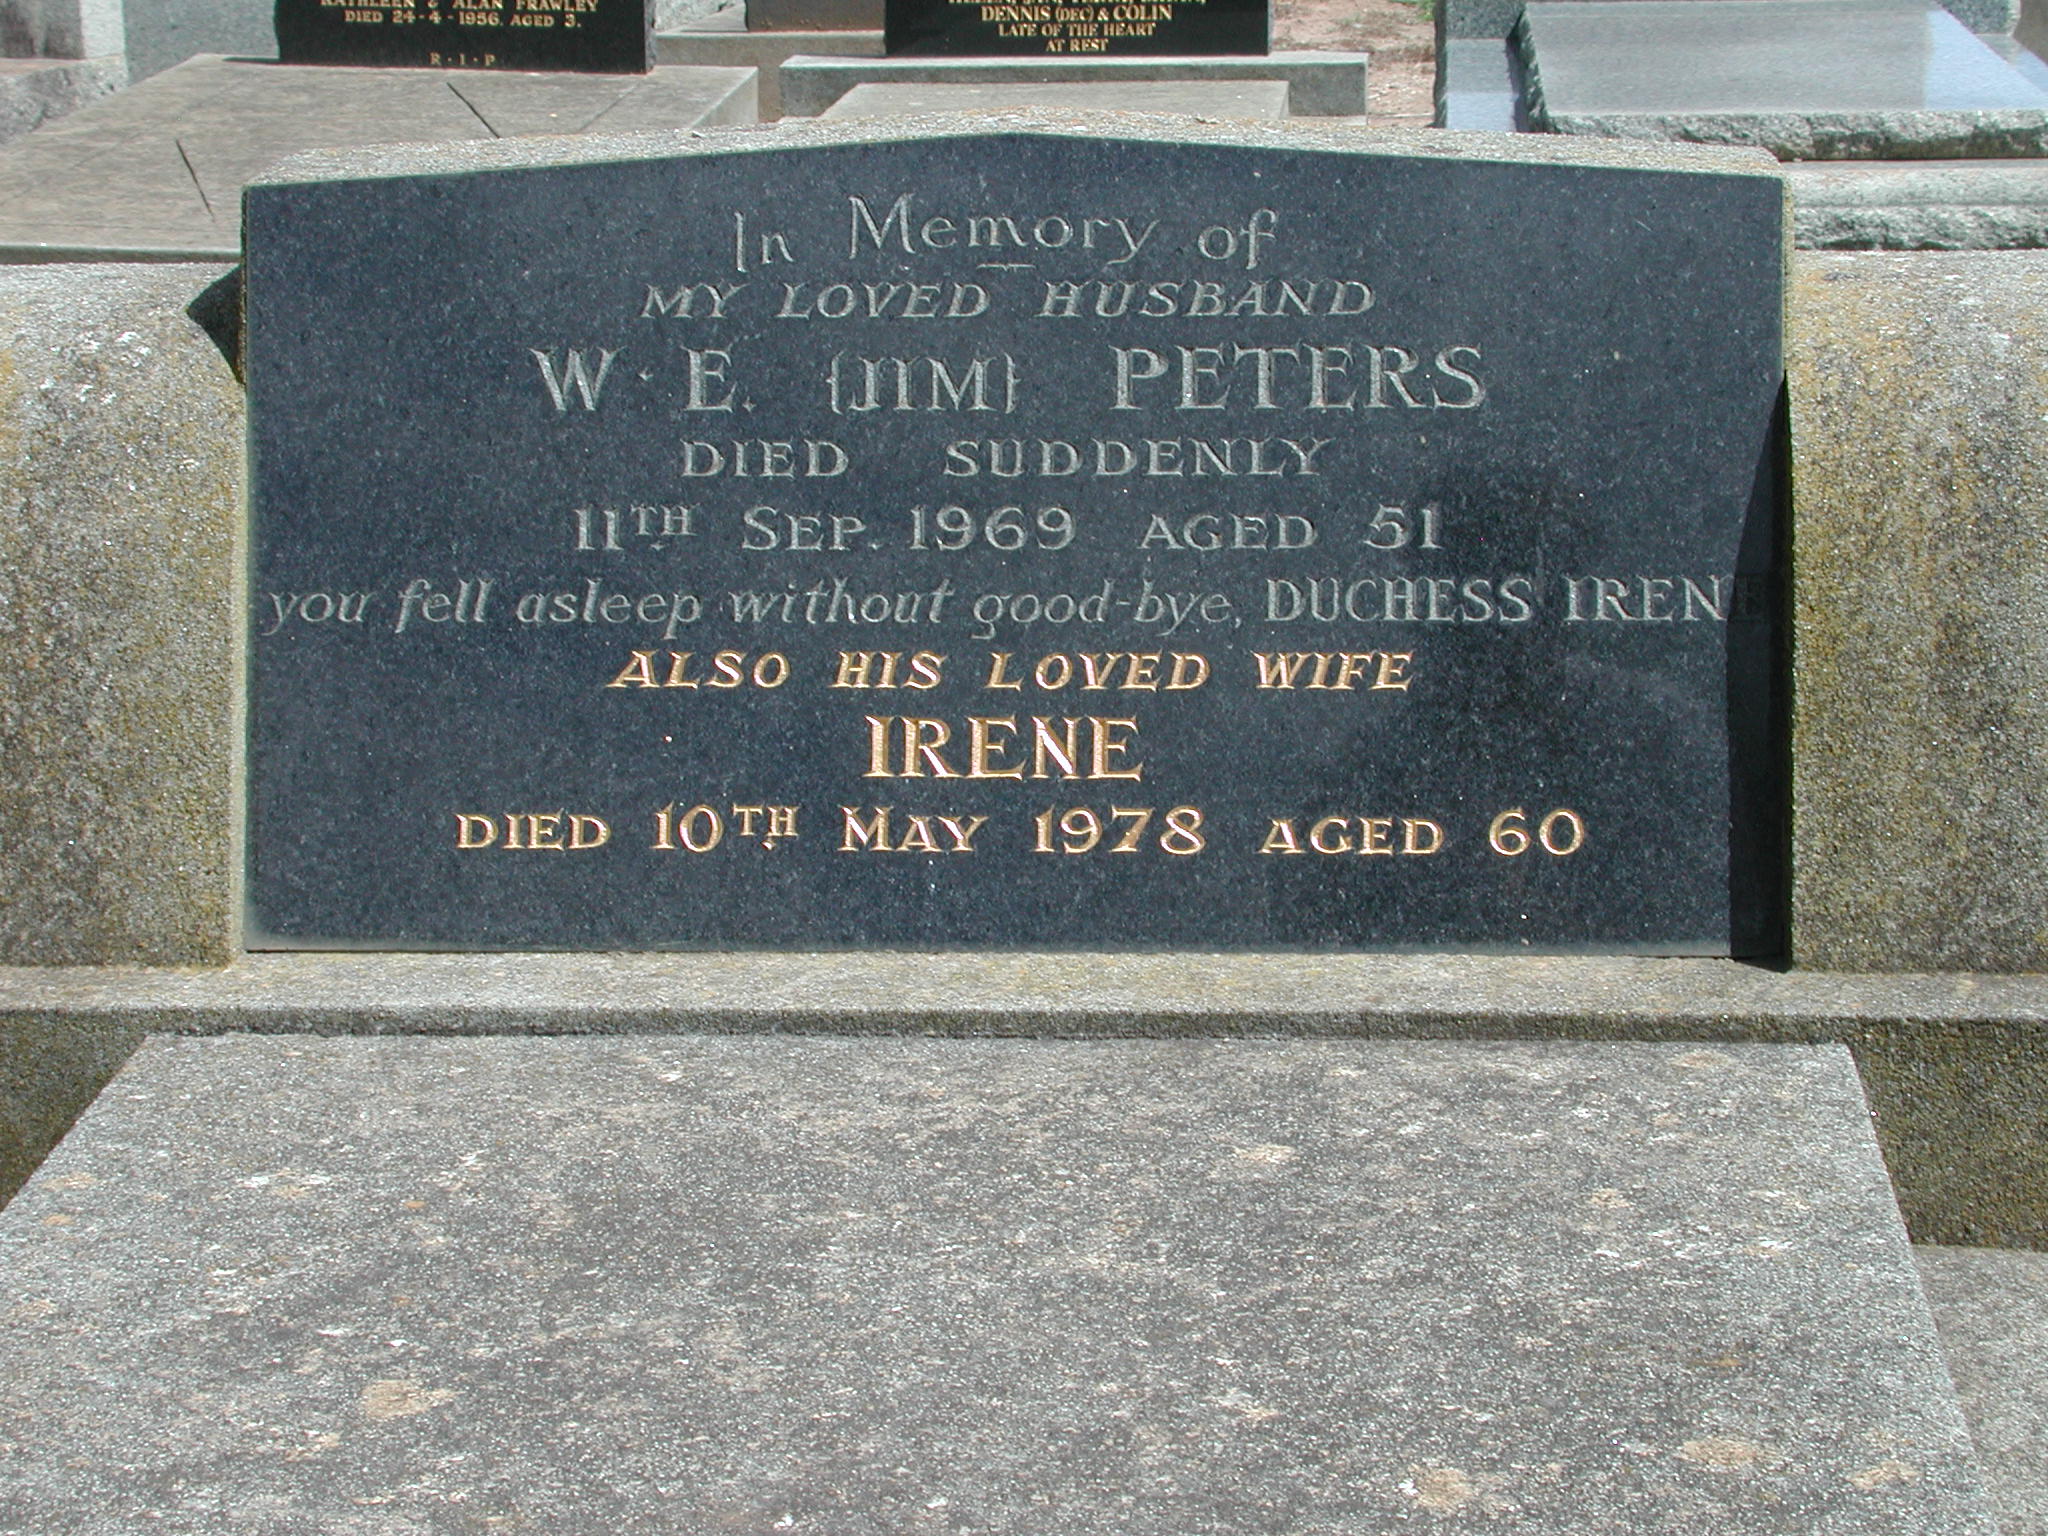 KATHLEEN & ALAN FRAWLEY
DIED 24-4-1956. AGED 3.
R·I·P
DENNIS (DEC) & COLIN
LATE OF THE HEART
AT REST
In Memory of
MY LOVED HUSBAND
W·E. {JIM} PETERS
DIED SUDDENLY
11TH SEP. 1969 AGED 51
you fell asleep without good-bye, DUCHESS IRENE
ALSO HIS LOVED WIFE
IRENE
DIED 10TH MAY 1978 AGED 60